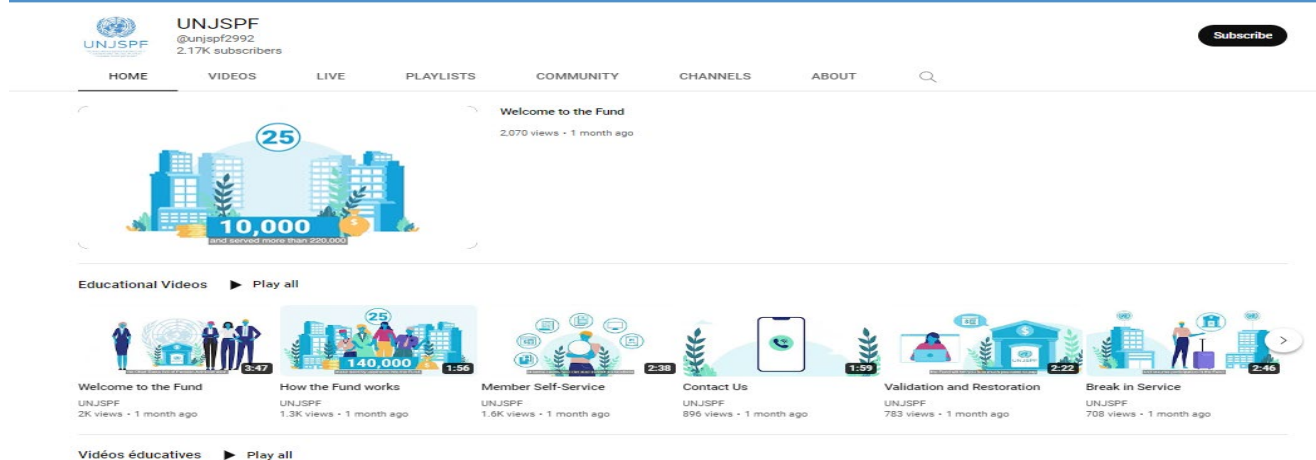 UNJSPF
@unjspf2992
2.17K subscribers
UNJSPF
Subscribe
HOME VIDEOS LIVE PLAYLISTS COMMUNITY CHANNELS ABOUT
Welcome to the Fund
2,070 views • 1 month ago
25
10,000
and served more than 220,000
Educational Videos ▶ Play all
25
140,000
3:47 1:56 2:38 1:59 2:22 2:46
Welcome to the Fund How the Fund works Member Self-Service Contact Us Validation and Restoration Break in Service
UNJSPF UNJSPF UNJSPF UNJSPF UNJSPF UNJSPF
2K views • 1 month ago 1.3K views • 1 month ago 1.6K views • 1 month ago 896 views • 1 month ago 783 views • 1 month ago 708 views • 1 month ago
Vidéos éducatives ▶ Play all